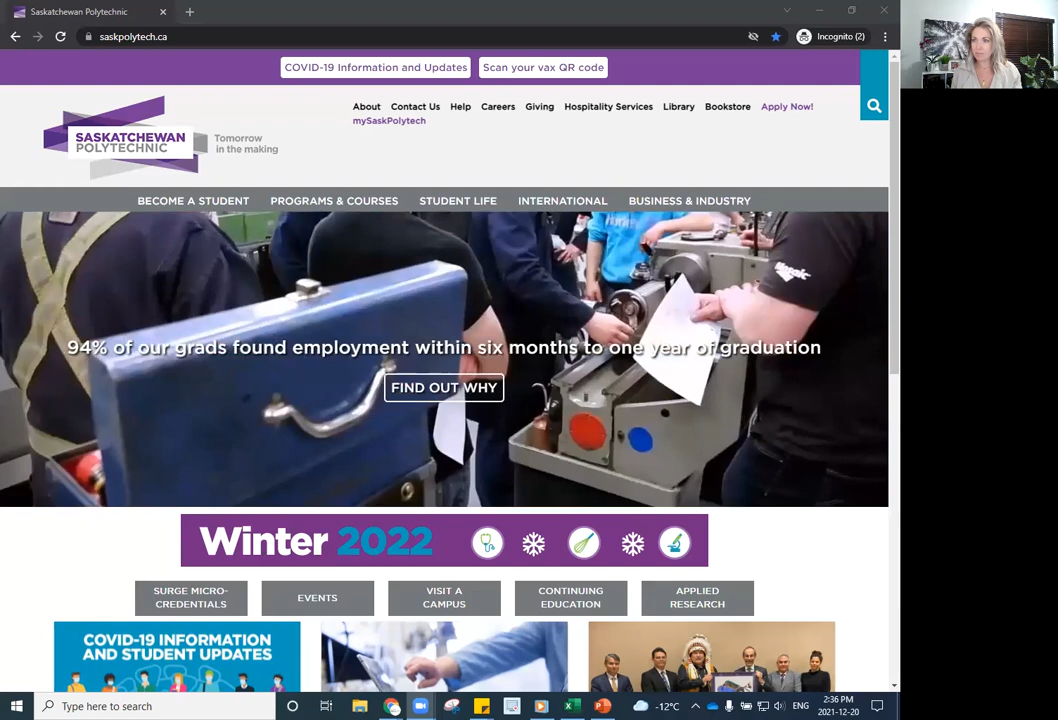 Saskatchewan Polytechnic
saskpolytech.ca
Incognito (2)
COVID-19 Information and Updates
Scan your vax QR code
About Contact Us Help Careers Giving Hospitality Services Library Bookstore Apply Now!
mySaskPolytech
SASKATCHEWAN
POLYTECHNIC
Tomorrow
in the making
BECOME A STUDENT PROGRAMS & COURSES STUDENT LIFE INTERNATIONAL BUSINESS & INDUSTRY
Mosaic
94% of our grads found employment within six months to one year of graduation
FIND OUT WHY
Winter 2022
SURGE MICRO-
CREDENTIALS
EVENTS
VISIT A
CAMPUS
CONTINUING
EDUCATION
APPLIED
RESEARCH
COVID-19 INFORMATION
AND STUDENT UPDATES
Type here to search
-12°C
ENG
2:36 PM
2021-12-20